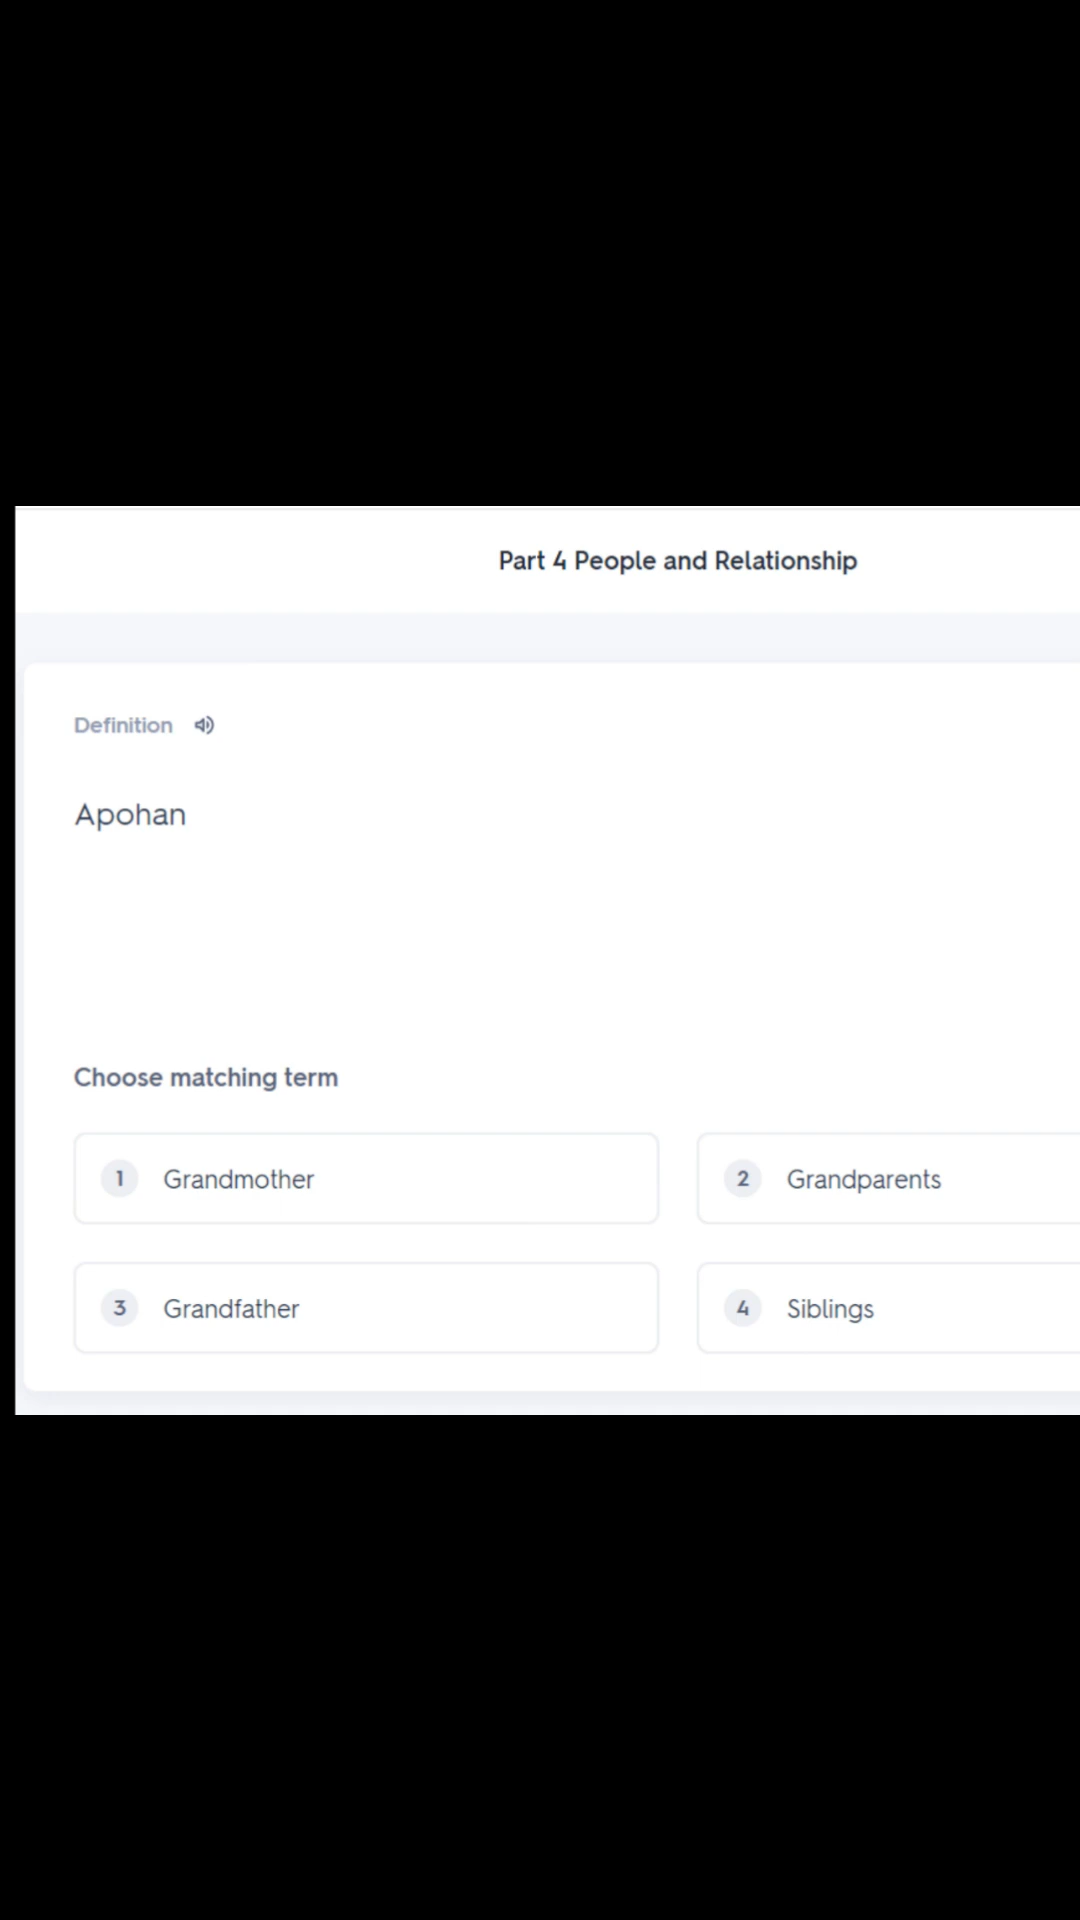 Part 4 People and Relationship
Definition
Apohan
Choose matching term
1 Grandmother
2 Grandparents
3 Grandfather
4 Siblings